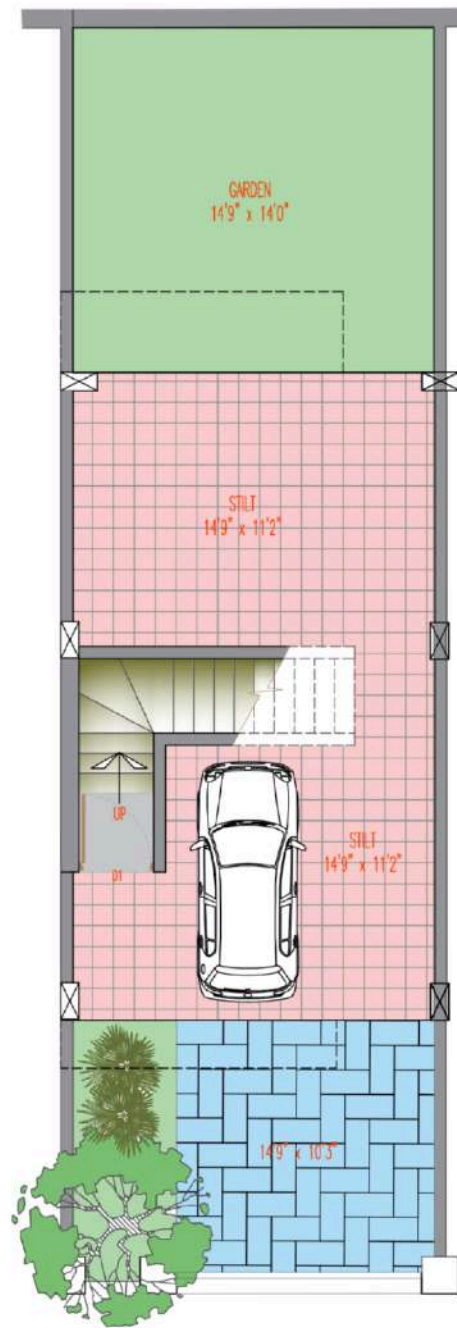 GARDEN
14'9" x 14'0"
STILT
14'9" x 11'2"
UP
STILT
14'9" x 11'2"
D1
14'9" x 10'3"